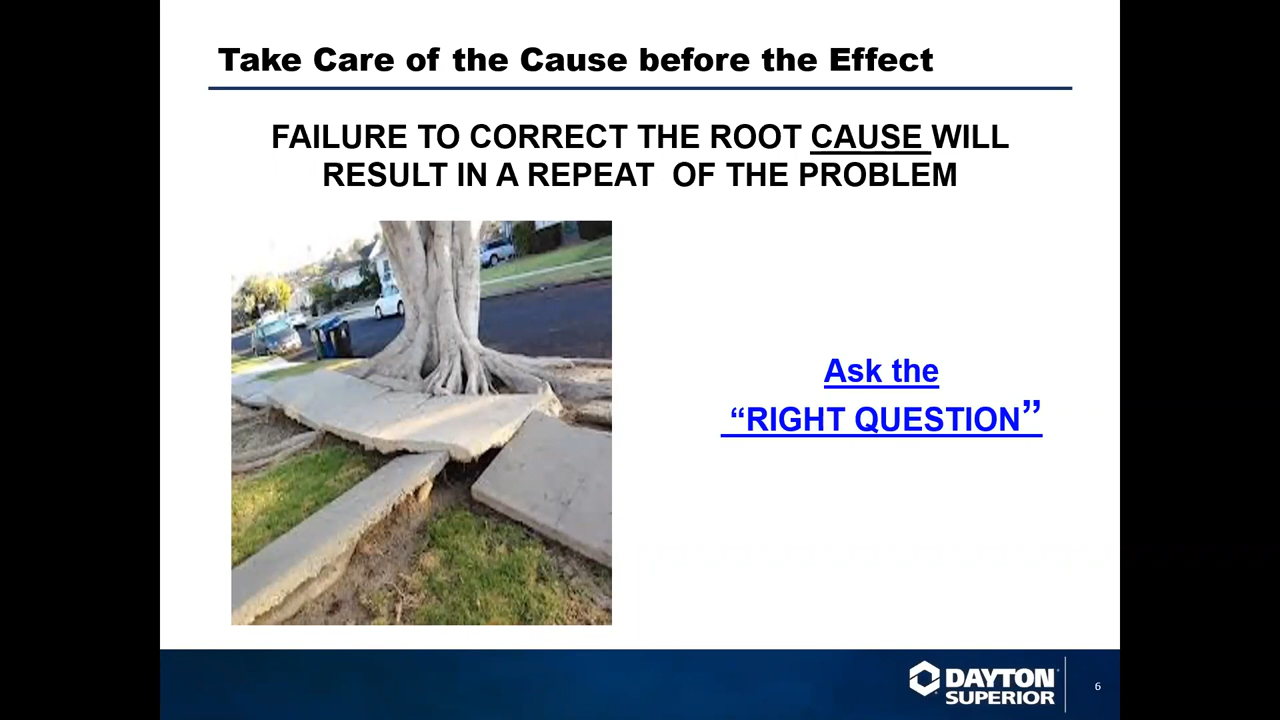 Take Care of the Cause before the Effect
FAILURE TO CORRECT THE ROOT CAUSE WILL
RESULT IN A REPEAT  OF THE PROBLEM
Ask the
“RIGHT QUESTION”
DAYTON
SUPERIOR
6